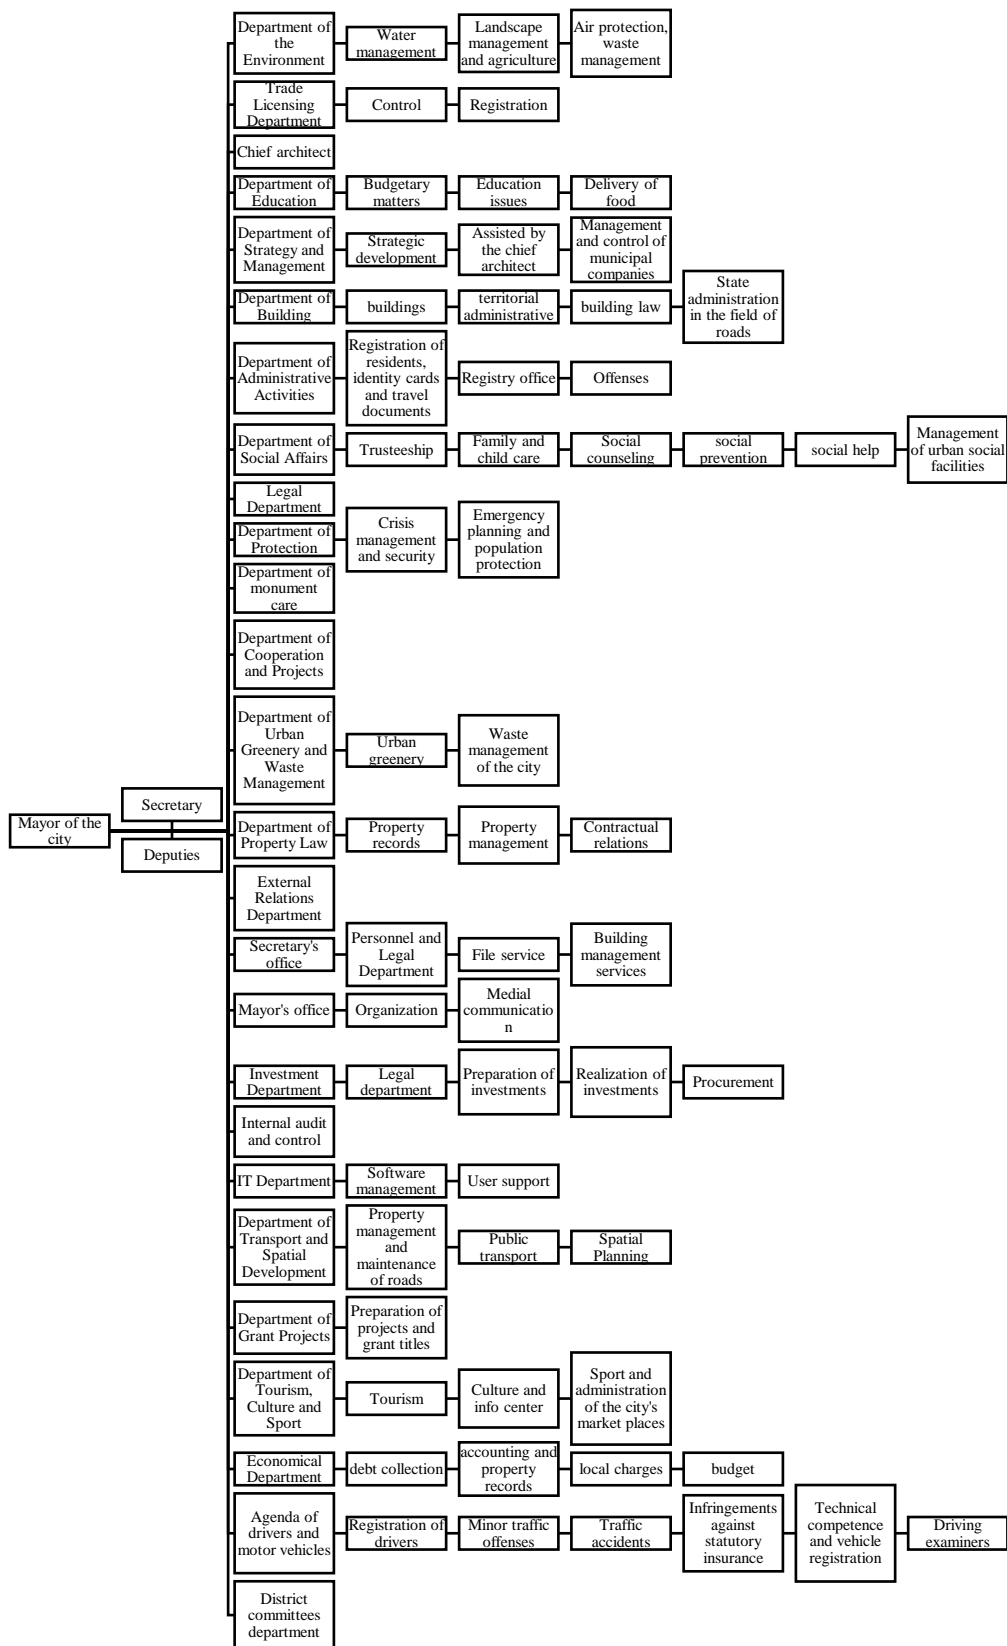 Department of
the
Environment
Water
management
Landscape
management
and agriculture
Air protection,
waste
management
Trade
Licensing
Department
Control
Registration
Chief architect
Department of
Education
Budgetary
matters
Education
issues
Delivery of
food
Department of
Strategy and
Management
Strategic
development
Assisted by
the chief
architect
Management
and control of
municipal
companies
Department of
Building
buildings
territorial
administrative
building law
State
administration
in the field of
roads
Department of
Administrative
Activities
Registration of
residents,
identity cards
and travel
documents
Registry office
Offenses
Department of
Social Affairs
Trusteeship
Family and
child care
Social
counseling
social
prevention
social help
Management
of urban social
facilities
Legal
Department
Department of
Protection
Crisis
management
and security
Emergency
planning and
population
protection
Department of
monument
care
Department of
Cooperation
and Projects
Department of
Urban
Greenery and
Waste
Management
Urban
greenery
Waste
management
of the city
Mayor of the
city
Secretary
Deputies
Department of
Property Law
Property
records
Property
management
Contractual
relations
External
Relations
Department
Secretary's
office
Personnel and
Legal
Department
File service
Building
management
services
Mayor's office
Organization
Medial
communicatio
n
Investment
Department
Legal
department
Preparation of
investments
Realization of
investments
Procurement
Internal audit
and control
IT Department
Software
management
User support
Department of
Transport and
Spatial
Development
Property
management
and
maintenance
of roads
Public
transport
Spatial
Planning
Department of
Grant Projects
Preparation of
projects and
grant titles
Department of
Tourism,
Culture and
Sport
Tourism
Culture and
info center
Sport and
administration
of the city's
market places
Economical
Department
debt collection
accounting and
property
records
local charges
budget
Agenda of
drivers and
motor vehicles
Registration of
drivers
Minor traffic
offenses
Traffic
accidents
Infringements
against
statutory
insurance
Technical
competence
and vehicle
registration
Driving
examiners
District
committees
department